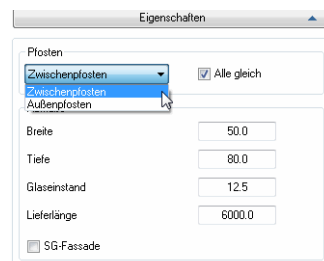 Eigenschaften
Pfosten
Zwischenpfosten
Alle gleich
Zwischenpfosten
Außenpfosten
Breite 50.0
Tiefe 80.0
Glaseinstand 12.5
Lieferlänge 6000.0
SG-Fassade